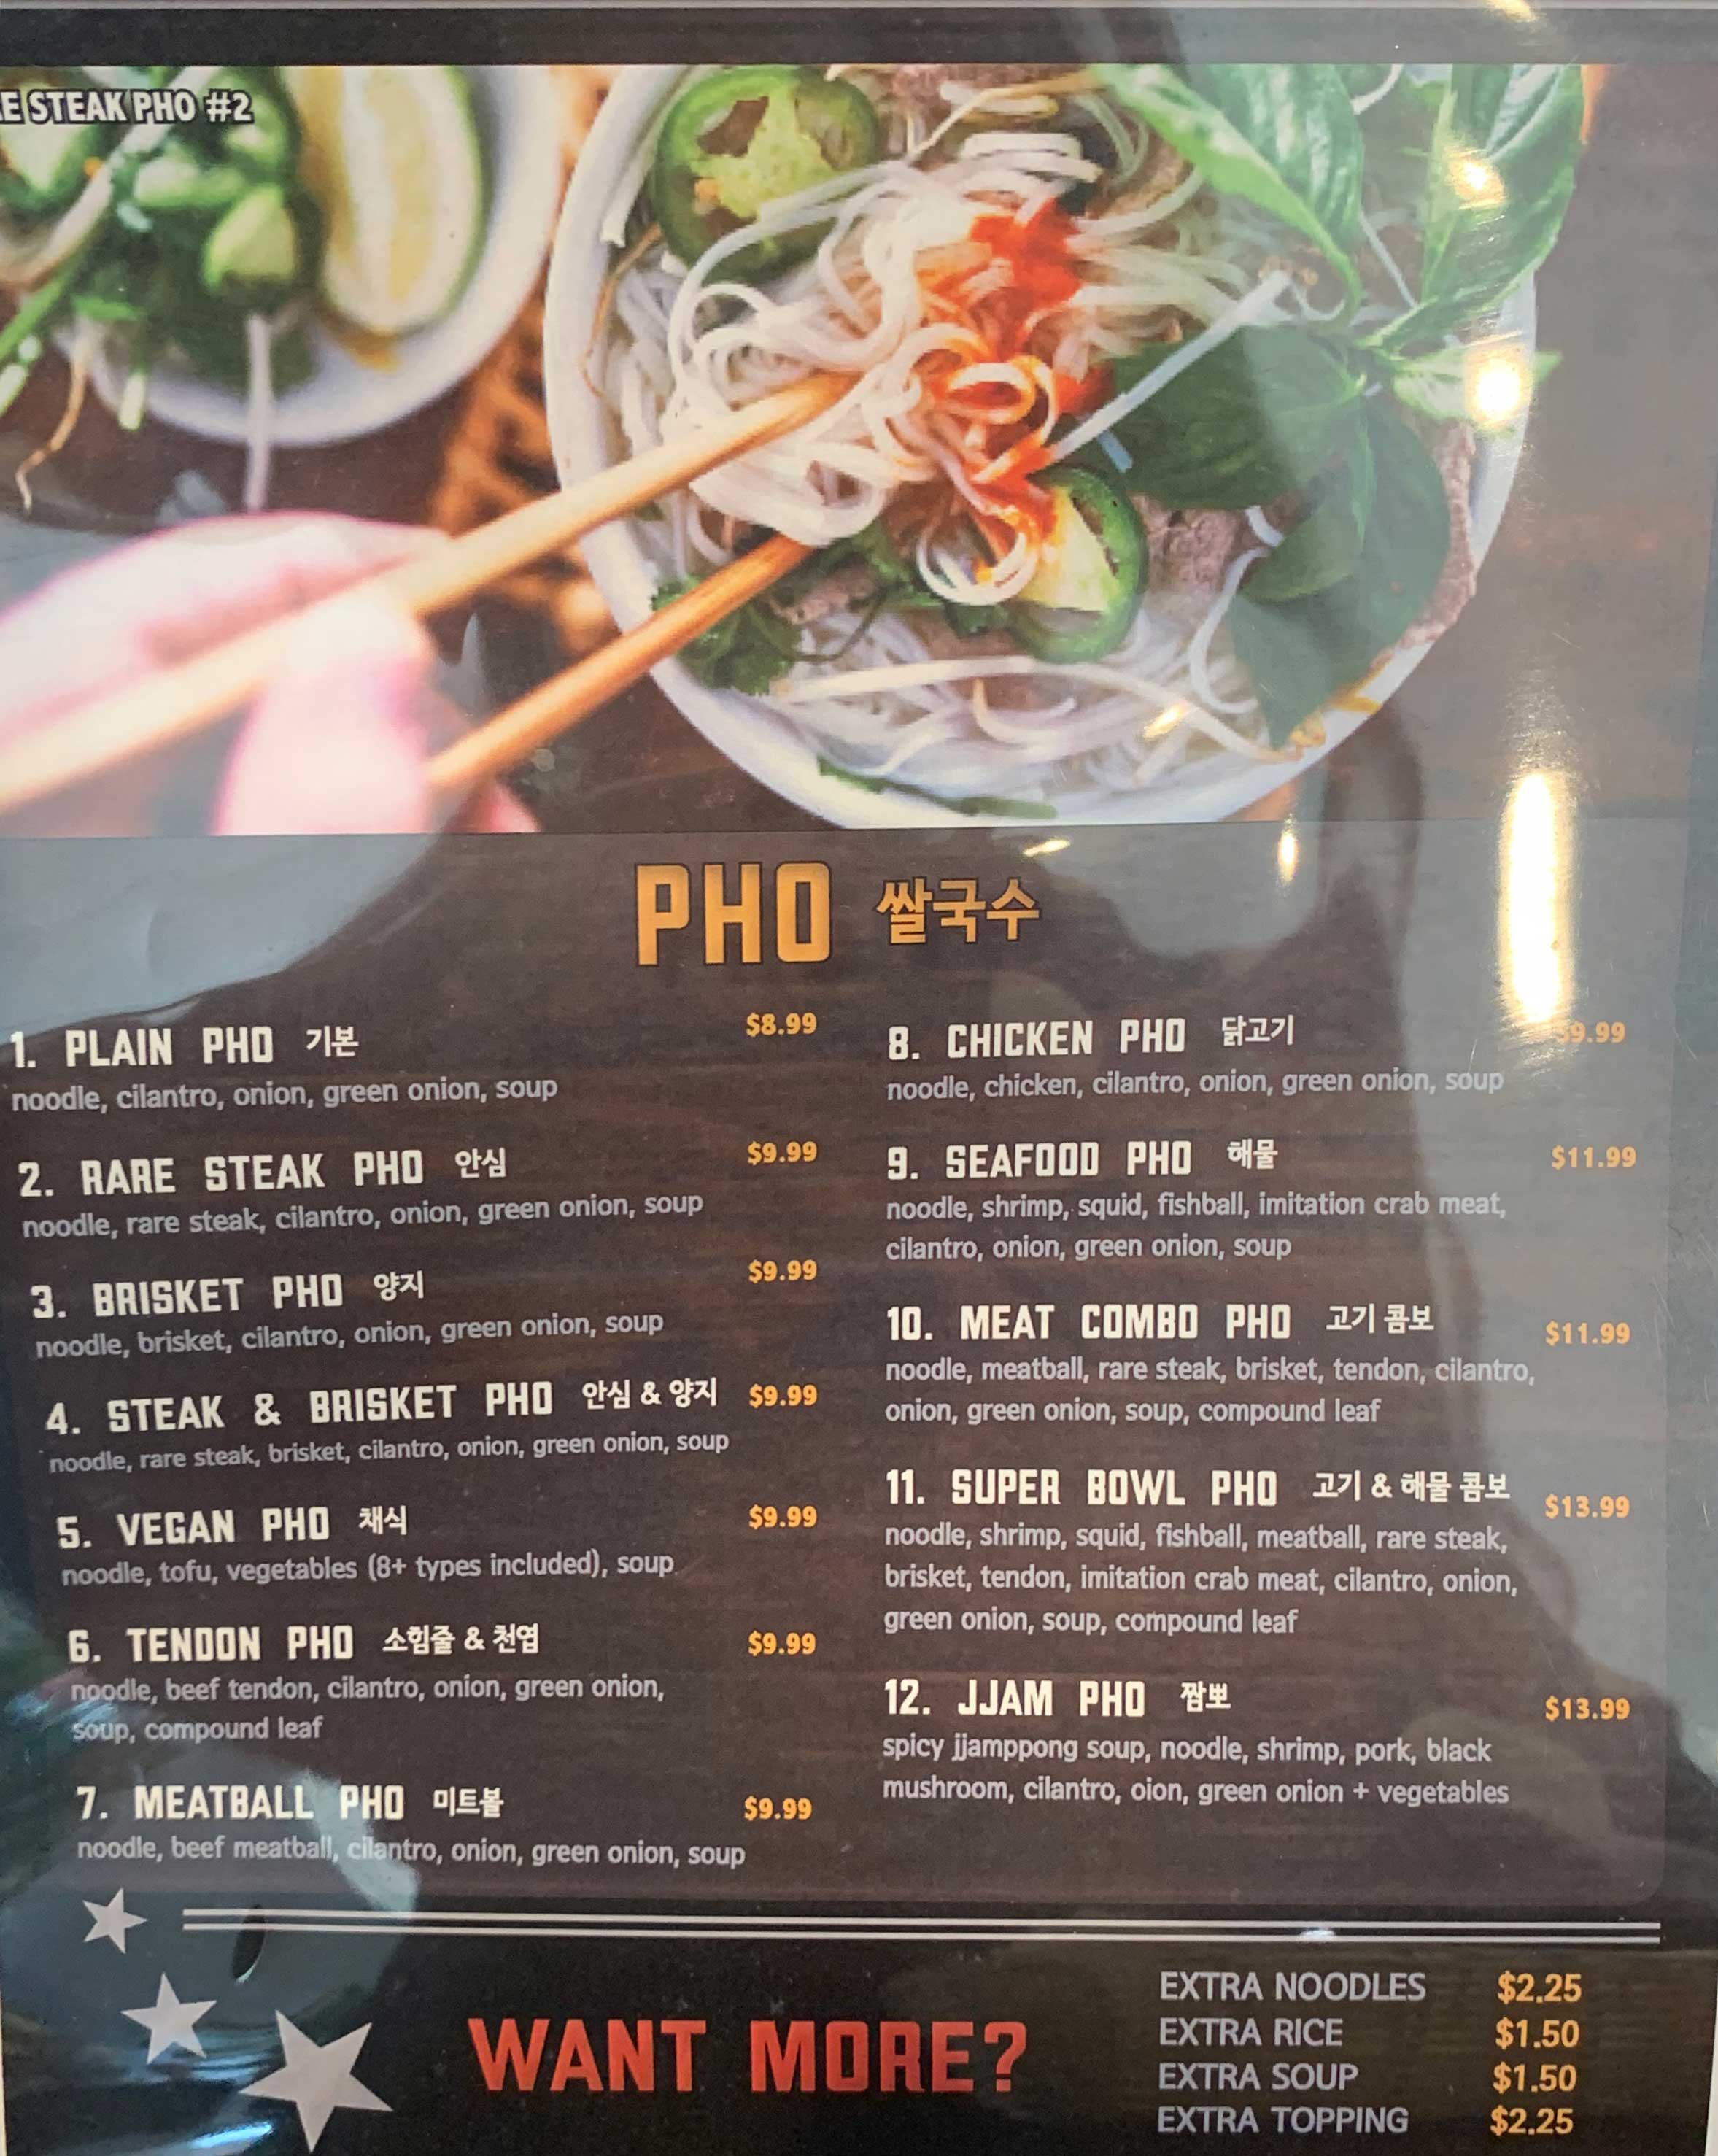 E STEAK PHO #2
PHO 쌀국수
1. PLAIN PHO 기본 $8.99
noodle, cilantro, onion, green onion, soup
2. RARE STEAK PHO 안심 $9.99
noodle, rare steak, cilantro, onion, green onion, soup
3. BRISKET PHO 양지 $9.99
noodle, brisket, cilantro, onion, green onion, soup
4. STEAK & BRISKET PHO 안심 & 양지 $9.99
noodle, rare steak, brisket, cilantro, onion, green onion, soup
5. VEGAN PHO 채식 $9.99
noodle, tofu, vegetables (8+ types included), soup
6. TENDON PHO 소힘줄 & 천엽 $9.99
noodle, beef tendon, cilantro, onion, green onion,
soup, compound leaf
7. MEATBALL PHO 미트볼 $9.99
noodle, beef meatball, cilantro, onion, green onion, soup
8. CHICKEN PHO 닭고기 $9.99
noodle, chicken, cilantro, onion, green onion, soup
9. SEAFOOD PHO 해물 $11.99
noodle, shrimp, squid, fishball, imitation crab meat,
cilantro, onion, green onion, soup
10. MEAT COMBO PHO 고기 콤보 $11.99
noodle, meatball, rare steak, brisket, tendon, cilantro,
onion, green onion, soup, compound leaf
11. SUPER BOWL PHO 고기 & 해물 콤보 $13.99
noodle, shrimp, squid, fishball, meatball, rare steak,
brisket, tendon, imitation crab meat, cilantro, onion,
green onion, soup, compound leaf
12. JJAM PHO 짬뽀 $13.99
spicy jjamppong soup, noodle, shrimp, pork, black
mushroom, cilantro, oion, green onion + vegetables
WANT MORE?
EXTRA NOODLES $2.25
EXTRA RICE $1.50
EXTRA SOUP $1.50
EXTRA TOPPING $2.25